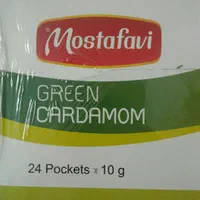 Mostafavi
GREEN
CARDAMOM
24 Pockets x 10 g